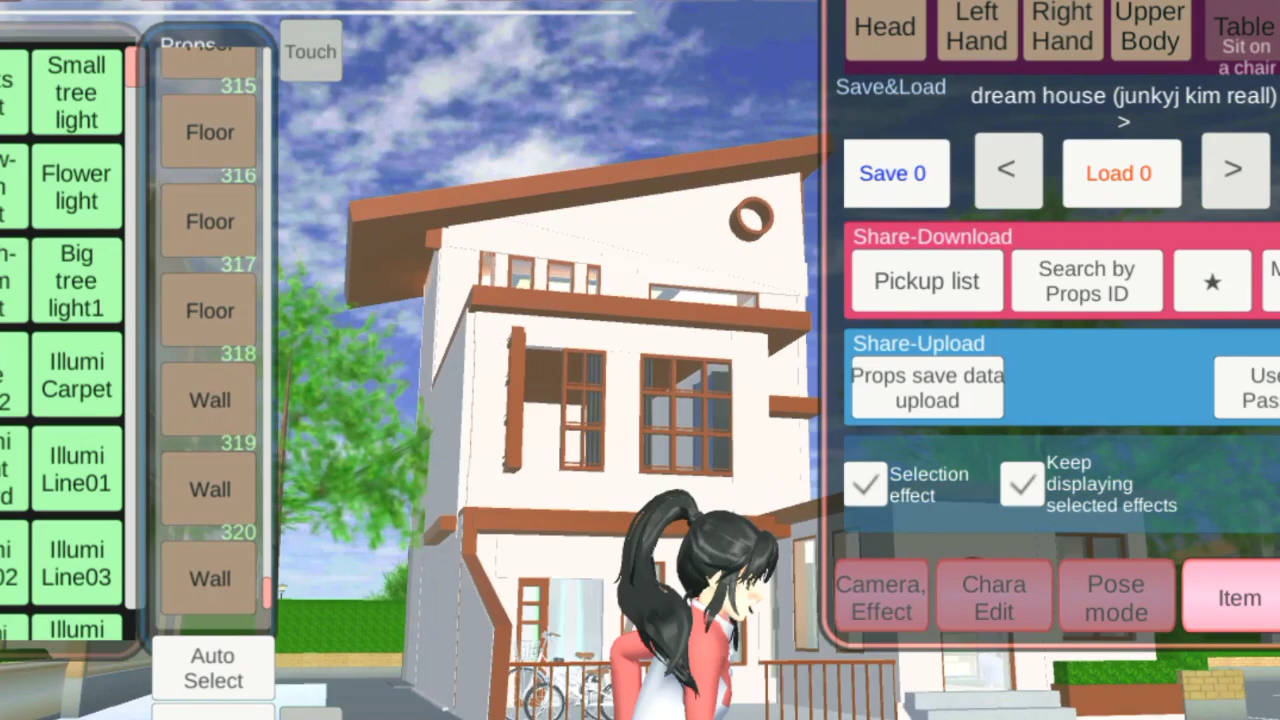 Small
tree
light
Flower
light
Big
tree
light1
Illumi
Carpet
Illumi
Line01
Illumi
Line03
Illumi
02
Props
315
Floor
316
Floor
317
Floor
318
Wall
319
Wall
320
Wall
Auto
Select
Touch
Head
Left
Hand
Right
Hand
Upper
Body
Table
Sit on
a chair
Save&Load
dream house (junkyj kim reall)
>
Save 0
<
Load 0
>
Share-Download
Pickup list
Search by
Props ID
★
Share-Upload
Props save data
upload
Selection
effect
Keep
displaying
selected effects
Camera,
Effect
Chara
Edit
Pose
mode
Item